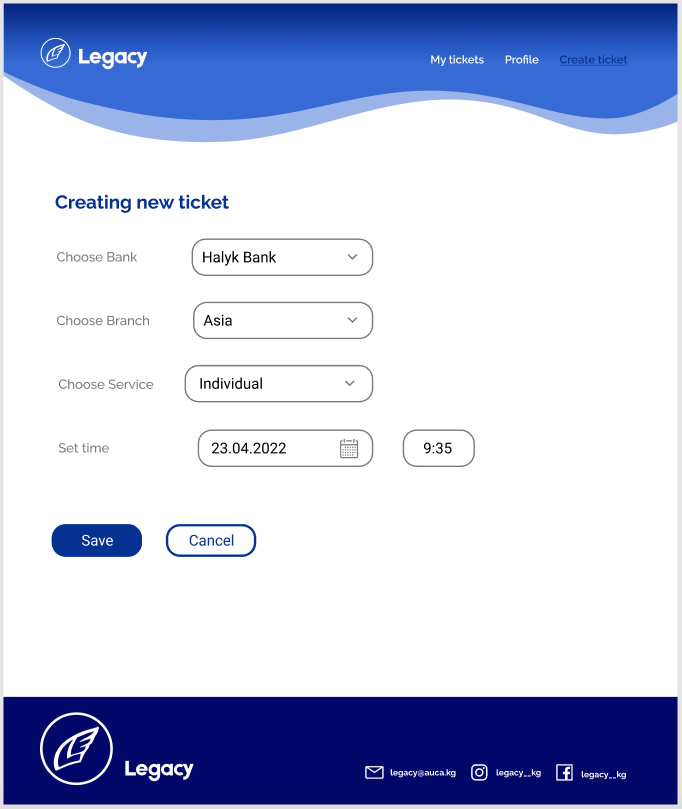 Legacy
My tickets Profile Create ticket
Creating new ticket
Choose Bank Halyk Bank
Choose Branch Asia
Choose Service Individual
Set time 23.04.2022 9:35
Save Cancel
Legacy
legacy@auca.kg legacy__kg legacy__kg